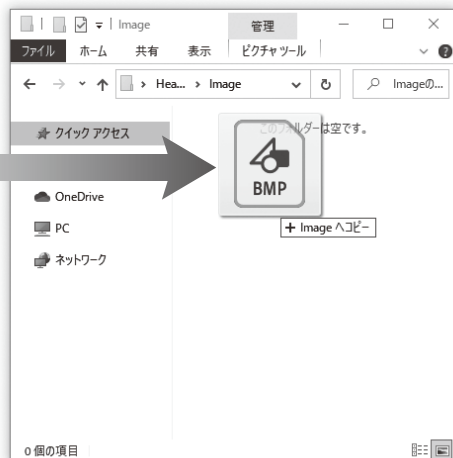 Image
管理
ファイル ホーム 共有 表示 ピクチャ ツール
Hea... › Image
Imageの...
クイック アクセス
このフォルダーは空です。
BMP
OneDrive
+ Image へコピー
PC
ネットワーク
0 個の項目